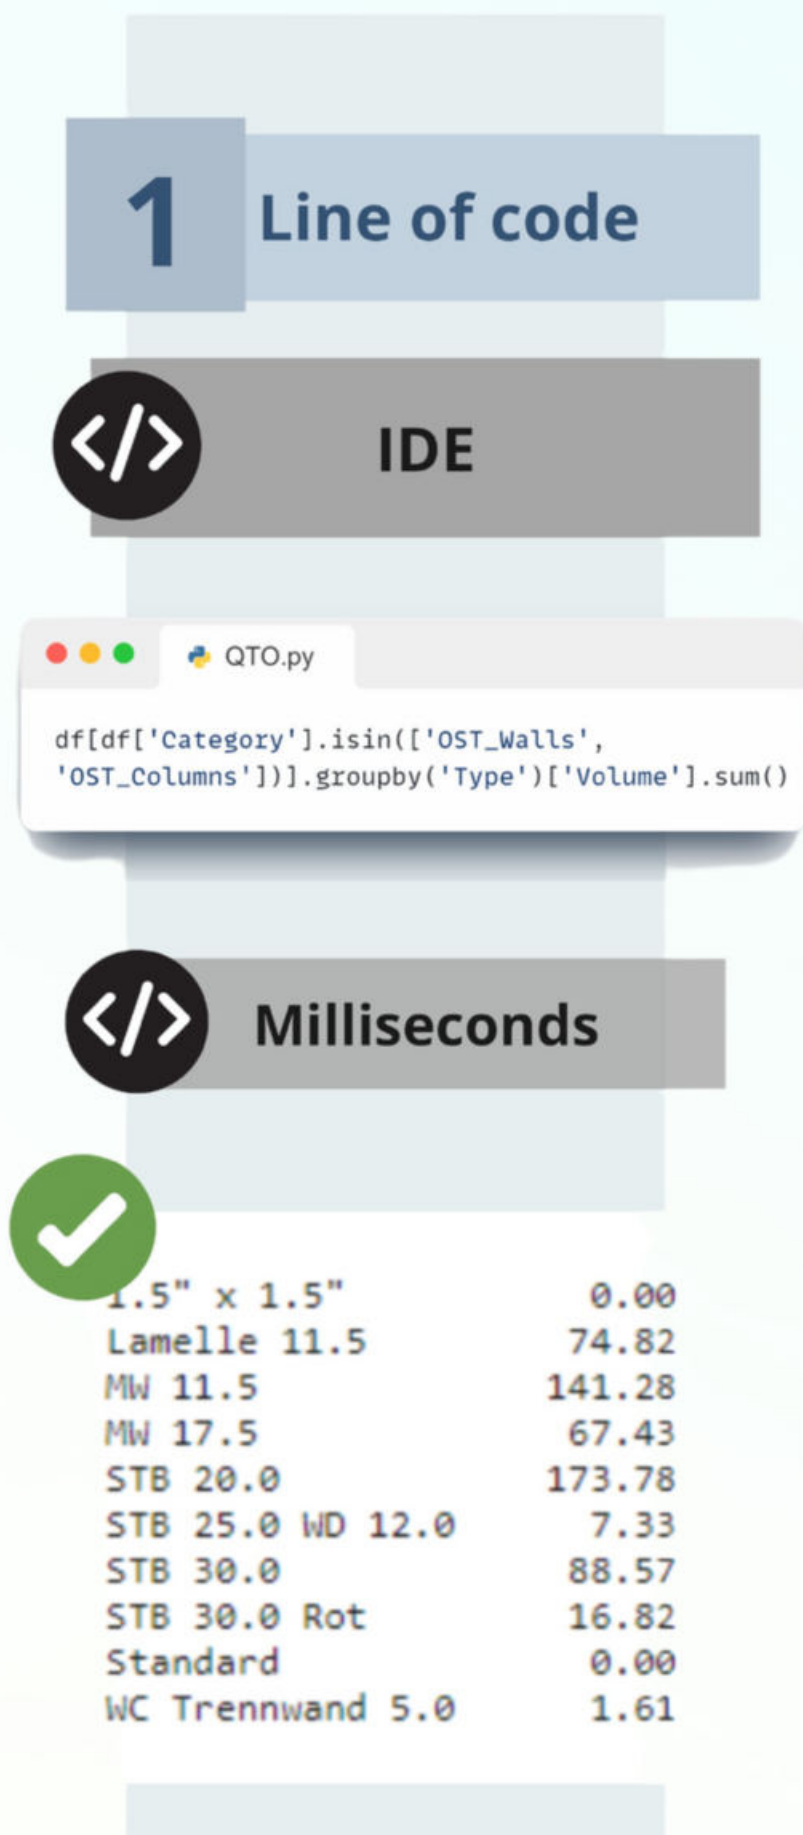 1 Line of code
</>
IDE
QTO.py
df[df['Category'].isin(['OST_Walls',
'OST_Columns'])].groupby('Type')['Volume'].sum()
</>
Milliseconds
1.5" x 1.5" 0.00
Lamelle 11.5 74.82
MW 11.5 141.28
MW 17.5 67.43
STB 20.0 173.78
STB 25.0 WD 12.0 7.33
STB 30.0 88.57
STB 30.0 Rot 16.82
Standard 0.00
WC Trennwand 5.0 1.61